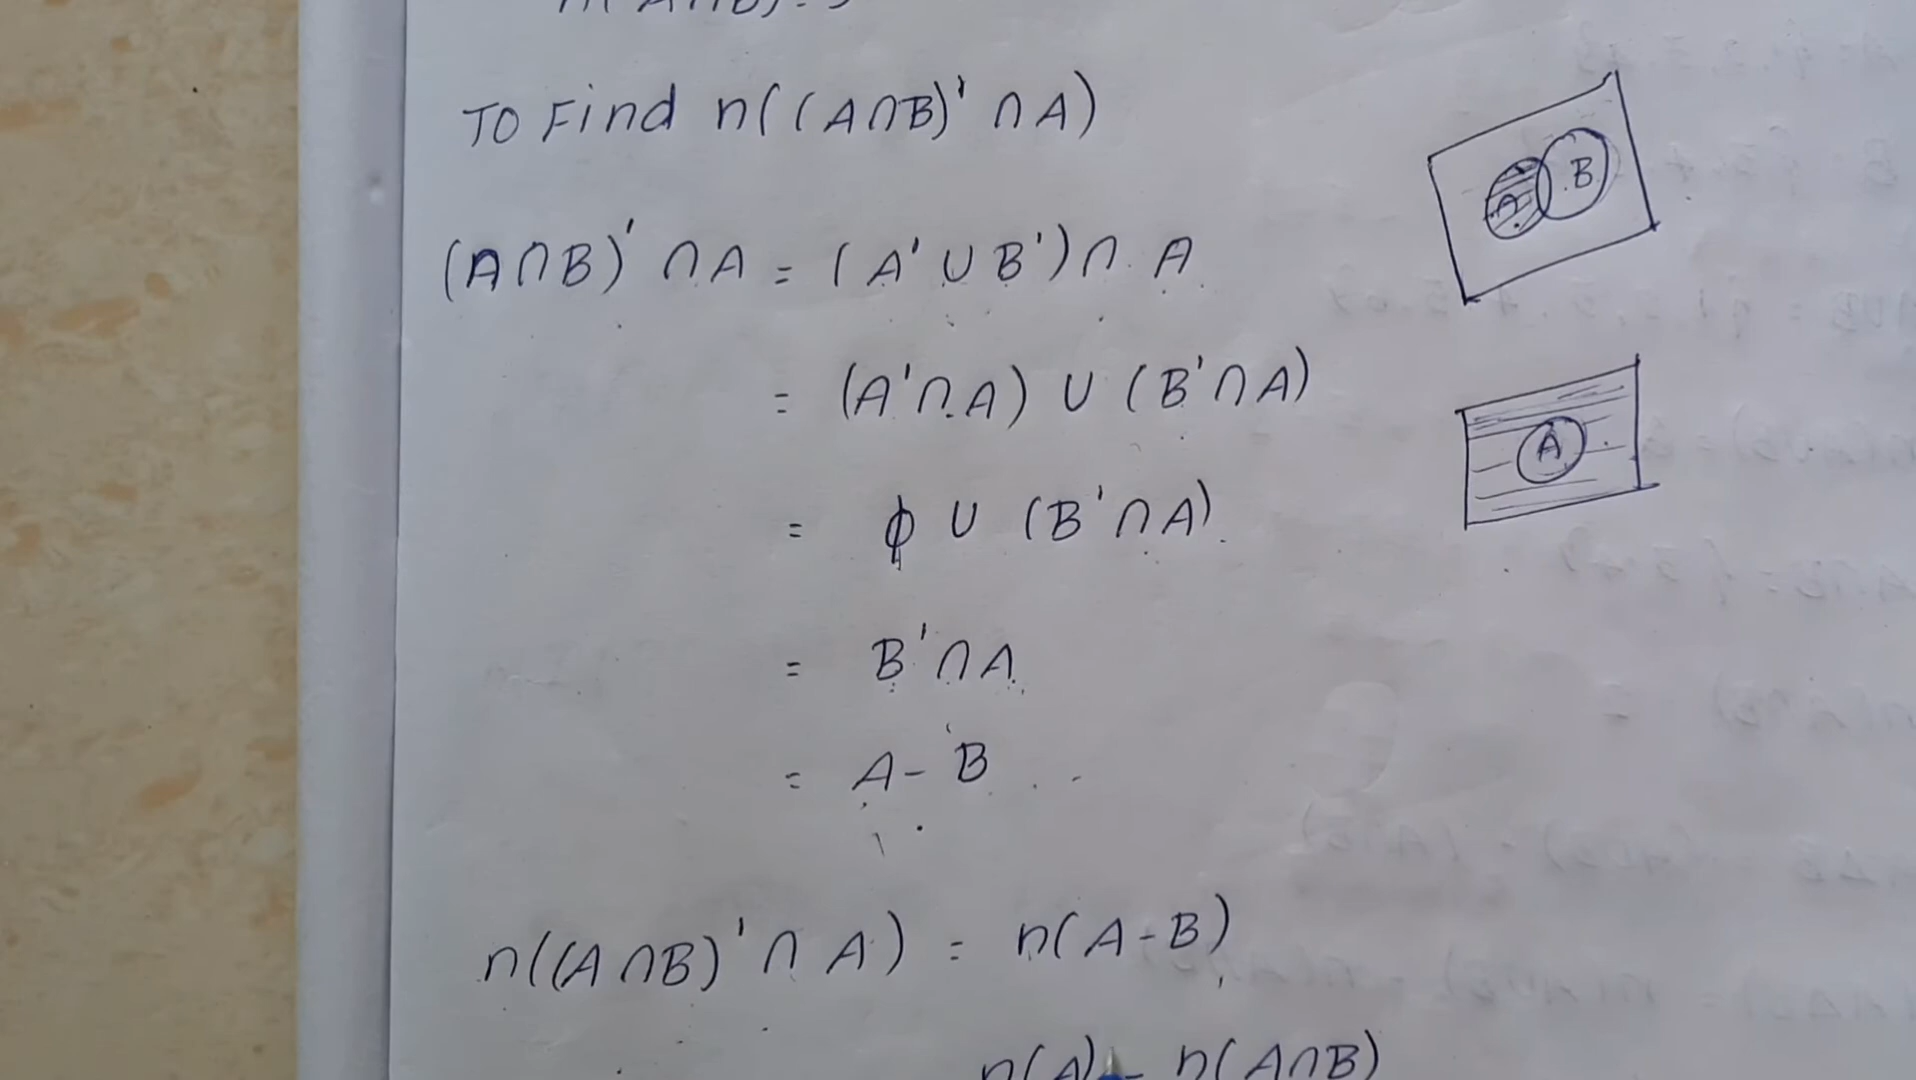 TO Find n((A∩B)' ∩ A)
(A∩B)' ∩ A = (A' ∪ B') ∩ A
= (A'∩A) ∪ (B'∩A)
= ϕ ∪ (B'∩A)
= B'∩A
= A - B
n((A∩B)' ∩ A) = n(A-B)
n(A) - n(A∩B)
A
B
A